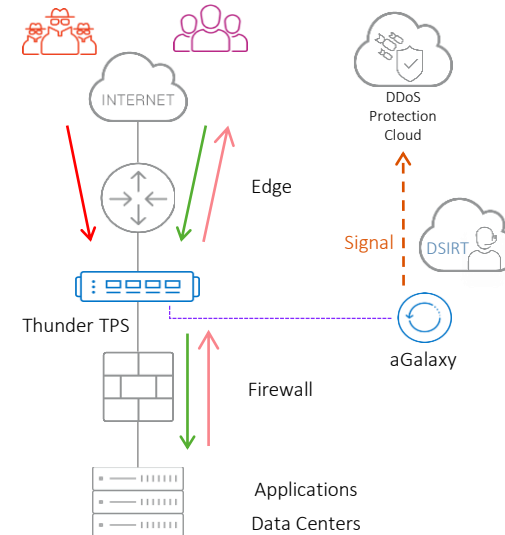 INTERNET
DDoS
Protection
Cloud
Edge
Signal
DSIRT
Thunder TPS
aGalaxy
Firewall
Applications
Data Centers